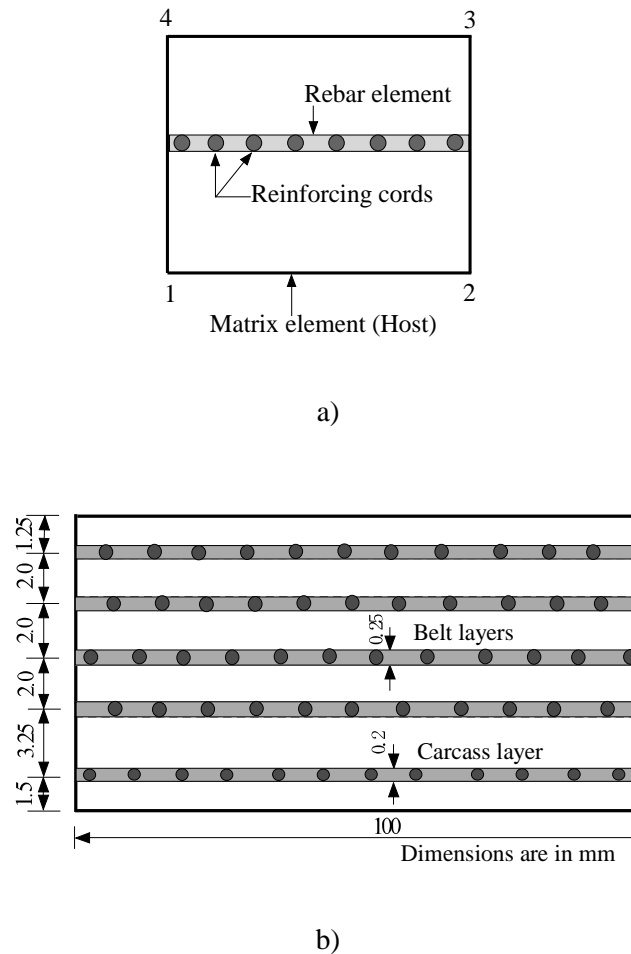 4 3
Rebar element
Reinforcing cords
1 2
Matrix element (Host)
a)
1.25
2.0
2.0
0.25
Belt layers
2.0
3.25
0.2
Carcass layer
1.5
100
Dimensions are in mm
b)